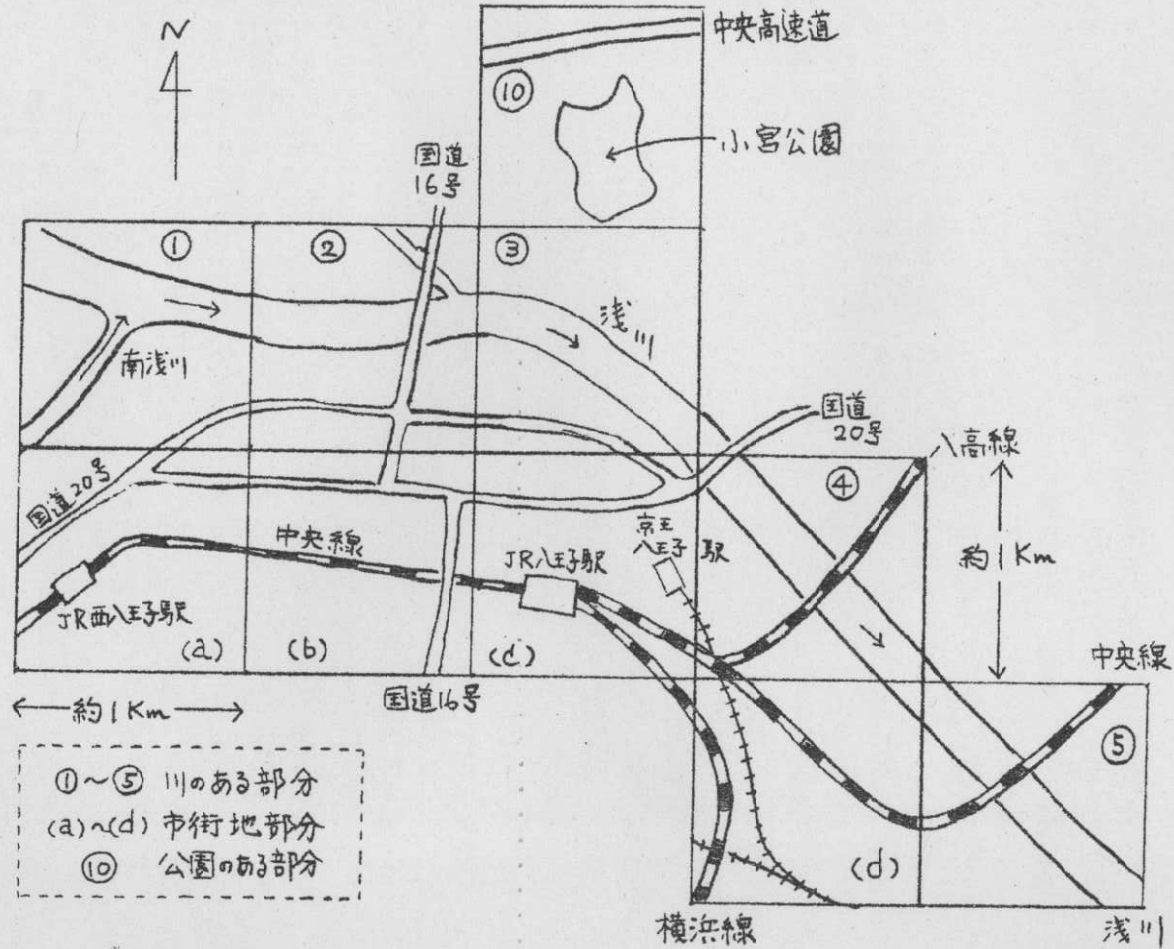 N
中央高速道
⑩
小宮公園
国道
16号
①
②
③
浅川
南浅川
国道
20号
八高線
国道20号
④
京王
八王子駅
中央線
JR八王子駅
約1Km
JR西八王子駅
(a)
(b)
(c)
中央線
約1Km
国道16号
⑤
①～⑤ 川のある部分
(a)～(d) 市街地部分
⑩ 公園のある部分
(d)
横浜線
浅川